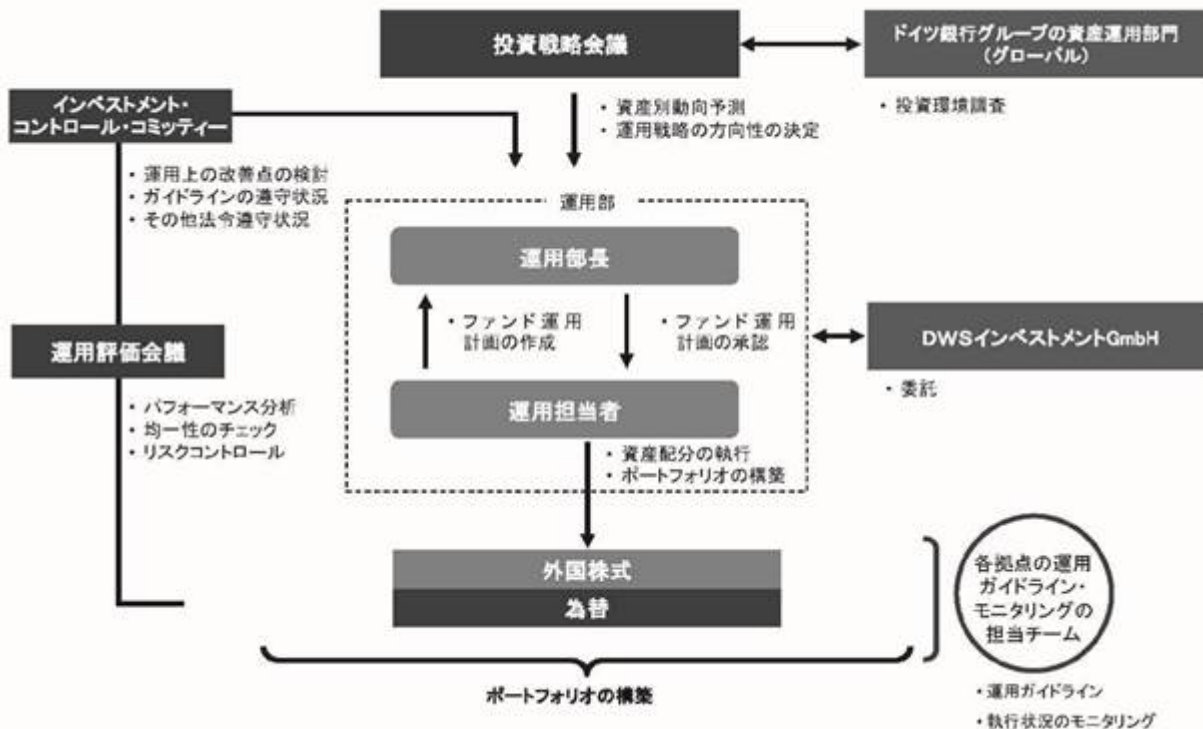 投資戦略会議
ドイツ銀行グループの資産運用部門
(グローバル)
・投資環境調査
・資産別動向予測
・運用戦略の方向性の決定
インベストメント・
コントロール・コミッティー
・運用上の改善点の検討
・ガイドラインの遵守状況
・その他法令遵守状況
運用部
運用部長
・ファンド運用
計画の作成
・ファンド運用
計画の承認
運用担当者
・資産配分の執行
・ポートフォリオの構築
DWSインベストメントGmbH
・委託
運用評価会議
・パフォーマンス分析
・均一性のチェック
・リスクコントロール
外国株式
為替
ポートフォリオの構築
各拠点の運用
ガイドライン・
モニタリングの
担当チーム
・運用ガイドライン
・執行状況のモニタリング